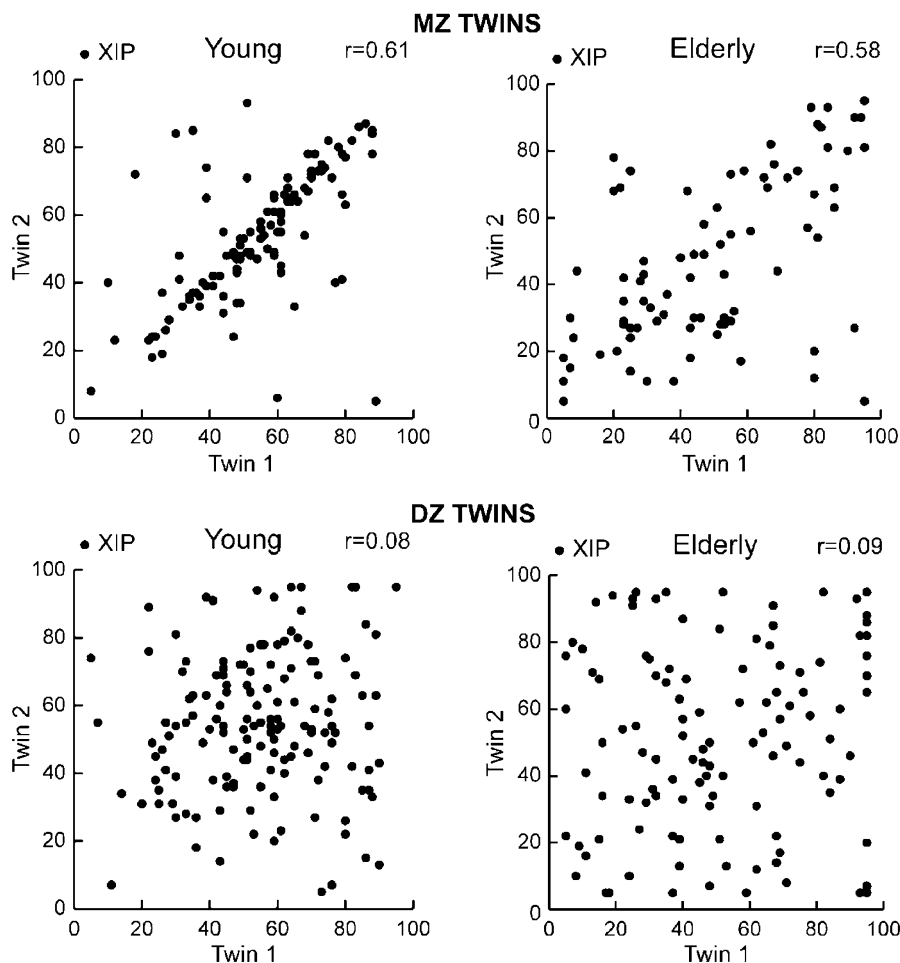 MZ TWINS
XIP Young r=0.61
XIP Elderly r=0.58
100
80
60
40
20
0
Twin 2
0 20 40 60 80 100
Twin 1
100
80
60
40
20
0
Twin 2
0 20 40 60 80 100
Twin 1
DZ TWINS
XIP Young r=0.08
XIP Elderly r=0.09
100
80
60
40
20
0
Twin 2
0 20 40 60 80 100
Twin 1
100
80
60
40
20
0
Twin 2
0 20 40 60 80 100
Twin 1